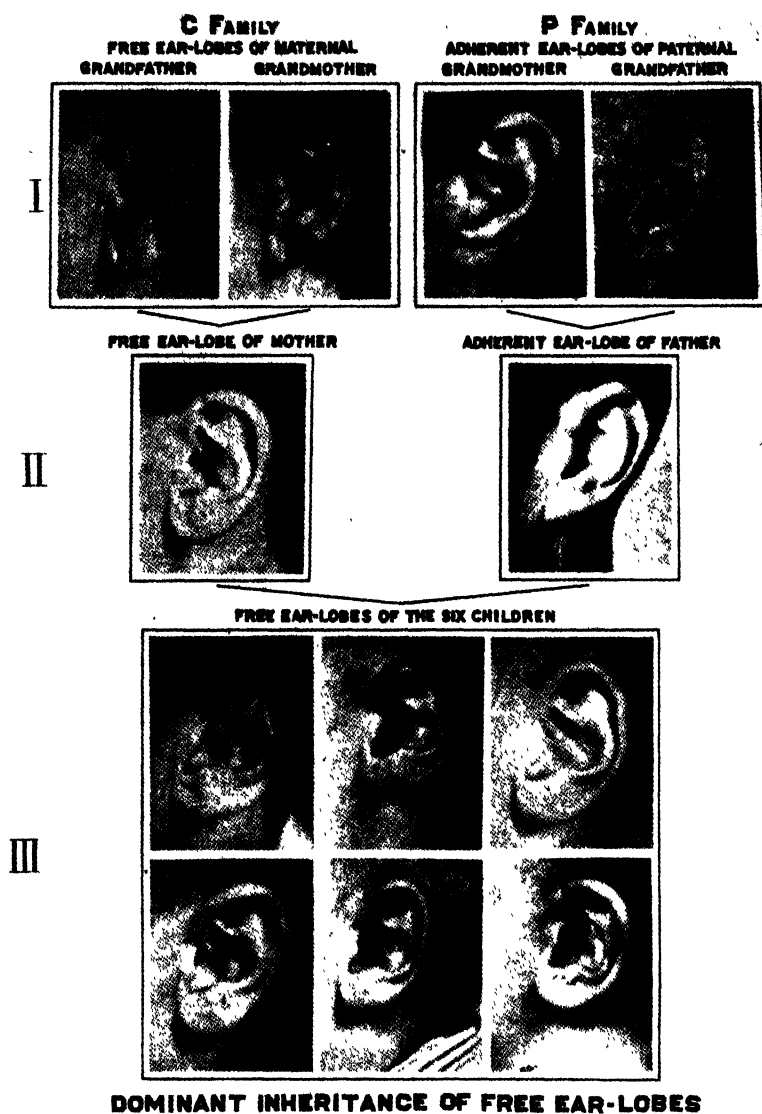 C FAMILY
FREE EAR-LOBES OF MATERNAL
GRANDFATHER GRANDMOTHER
P FAMILY
ADHERENT EAR-LOBES OF PATERNAL
GRANDMOTHER GRANDFATHER
I
FREE EAR-LOBE OF MOTHER
ADHERENT EAR-LOBE OF FATHER
II
FREE EAR-LOBES OF THE SIX CHILDREN
III
DOMINANT INHERITANCE OF FREE EAR-LOBES